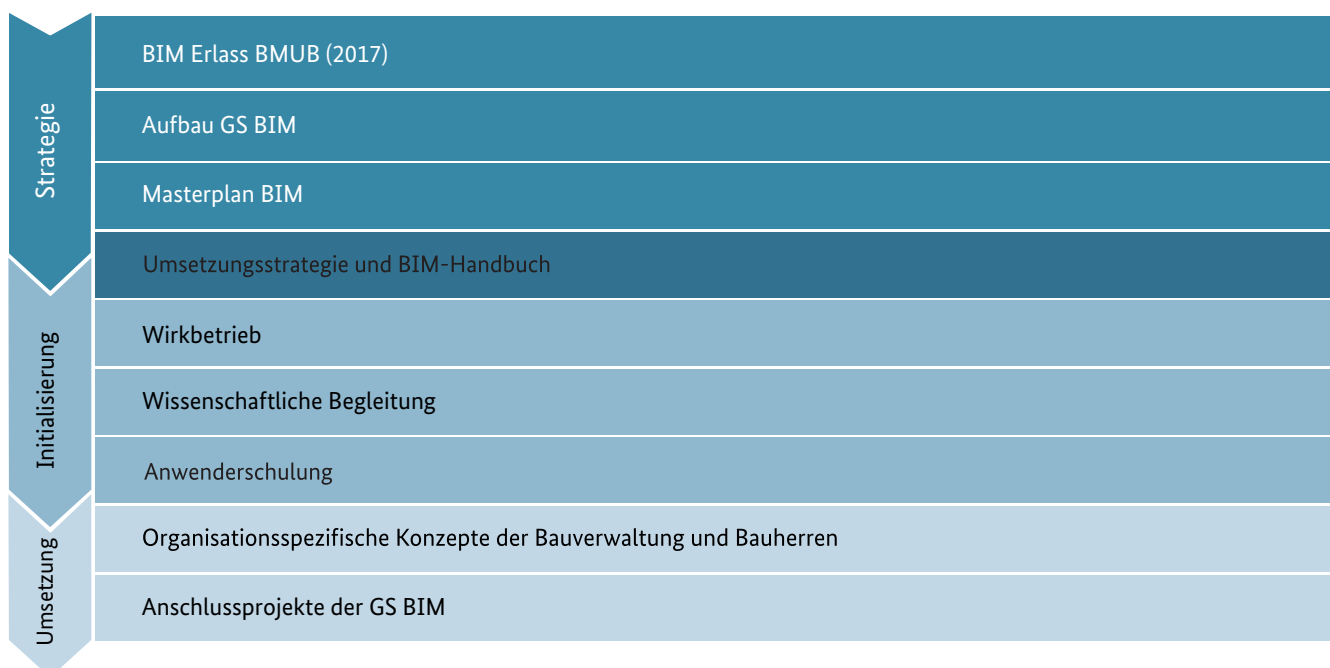 Strategie
BIM Erlass BMUB (2017)
Aufbau GS BIM
Masterplan BIM
Umsetzungsstrategie und BIM-Handbuch
Initialisierung
Wirkbetrieb
Wissenschaftliche Begleitung
Anwenderschulung
Umsetzung
Organisationsspezifische Konzepte der Bauverwaltung und Bauherren
Anschlussprojekte der GS BIM